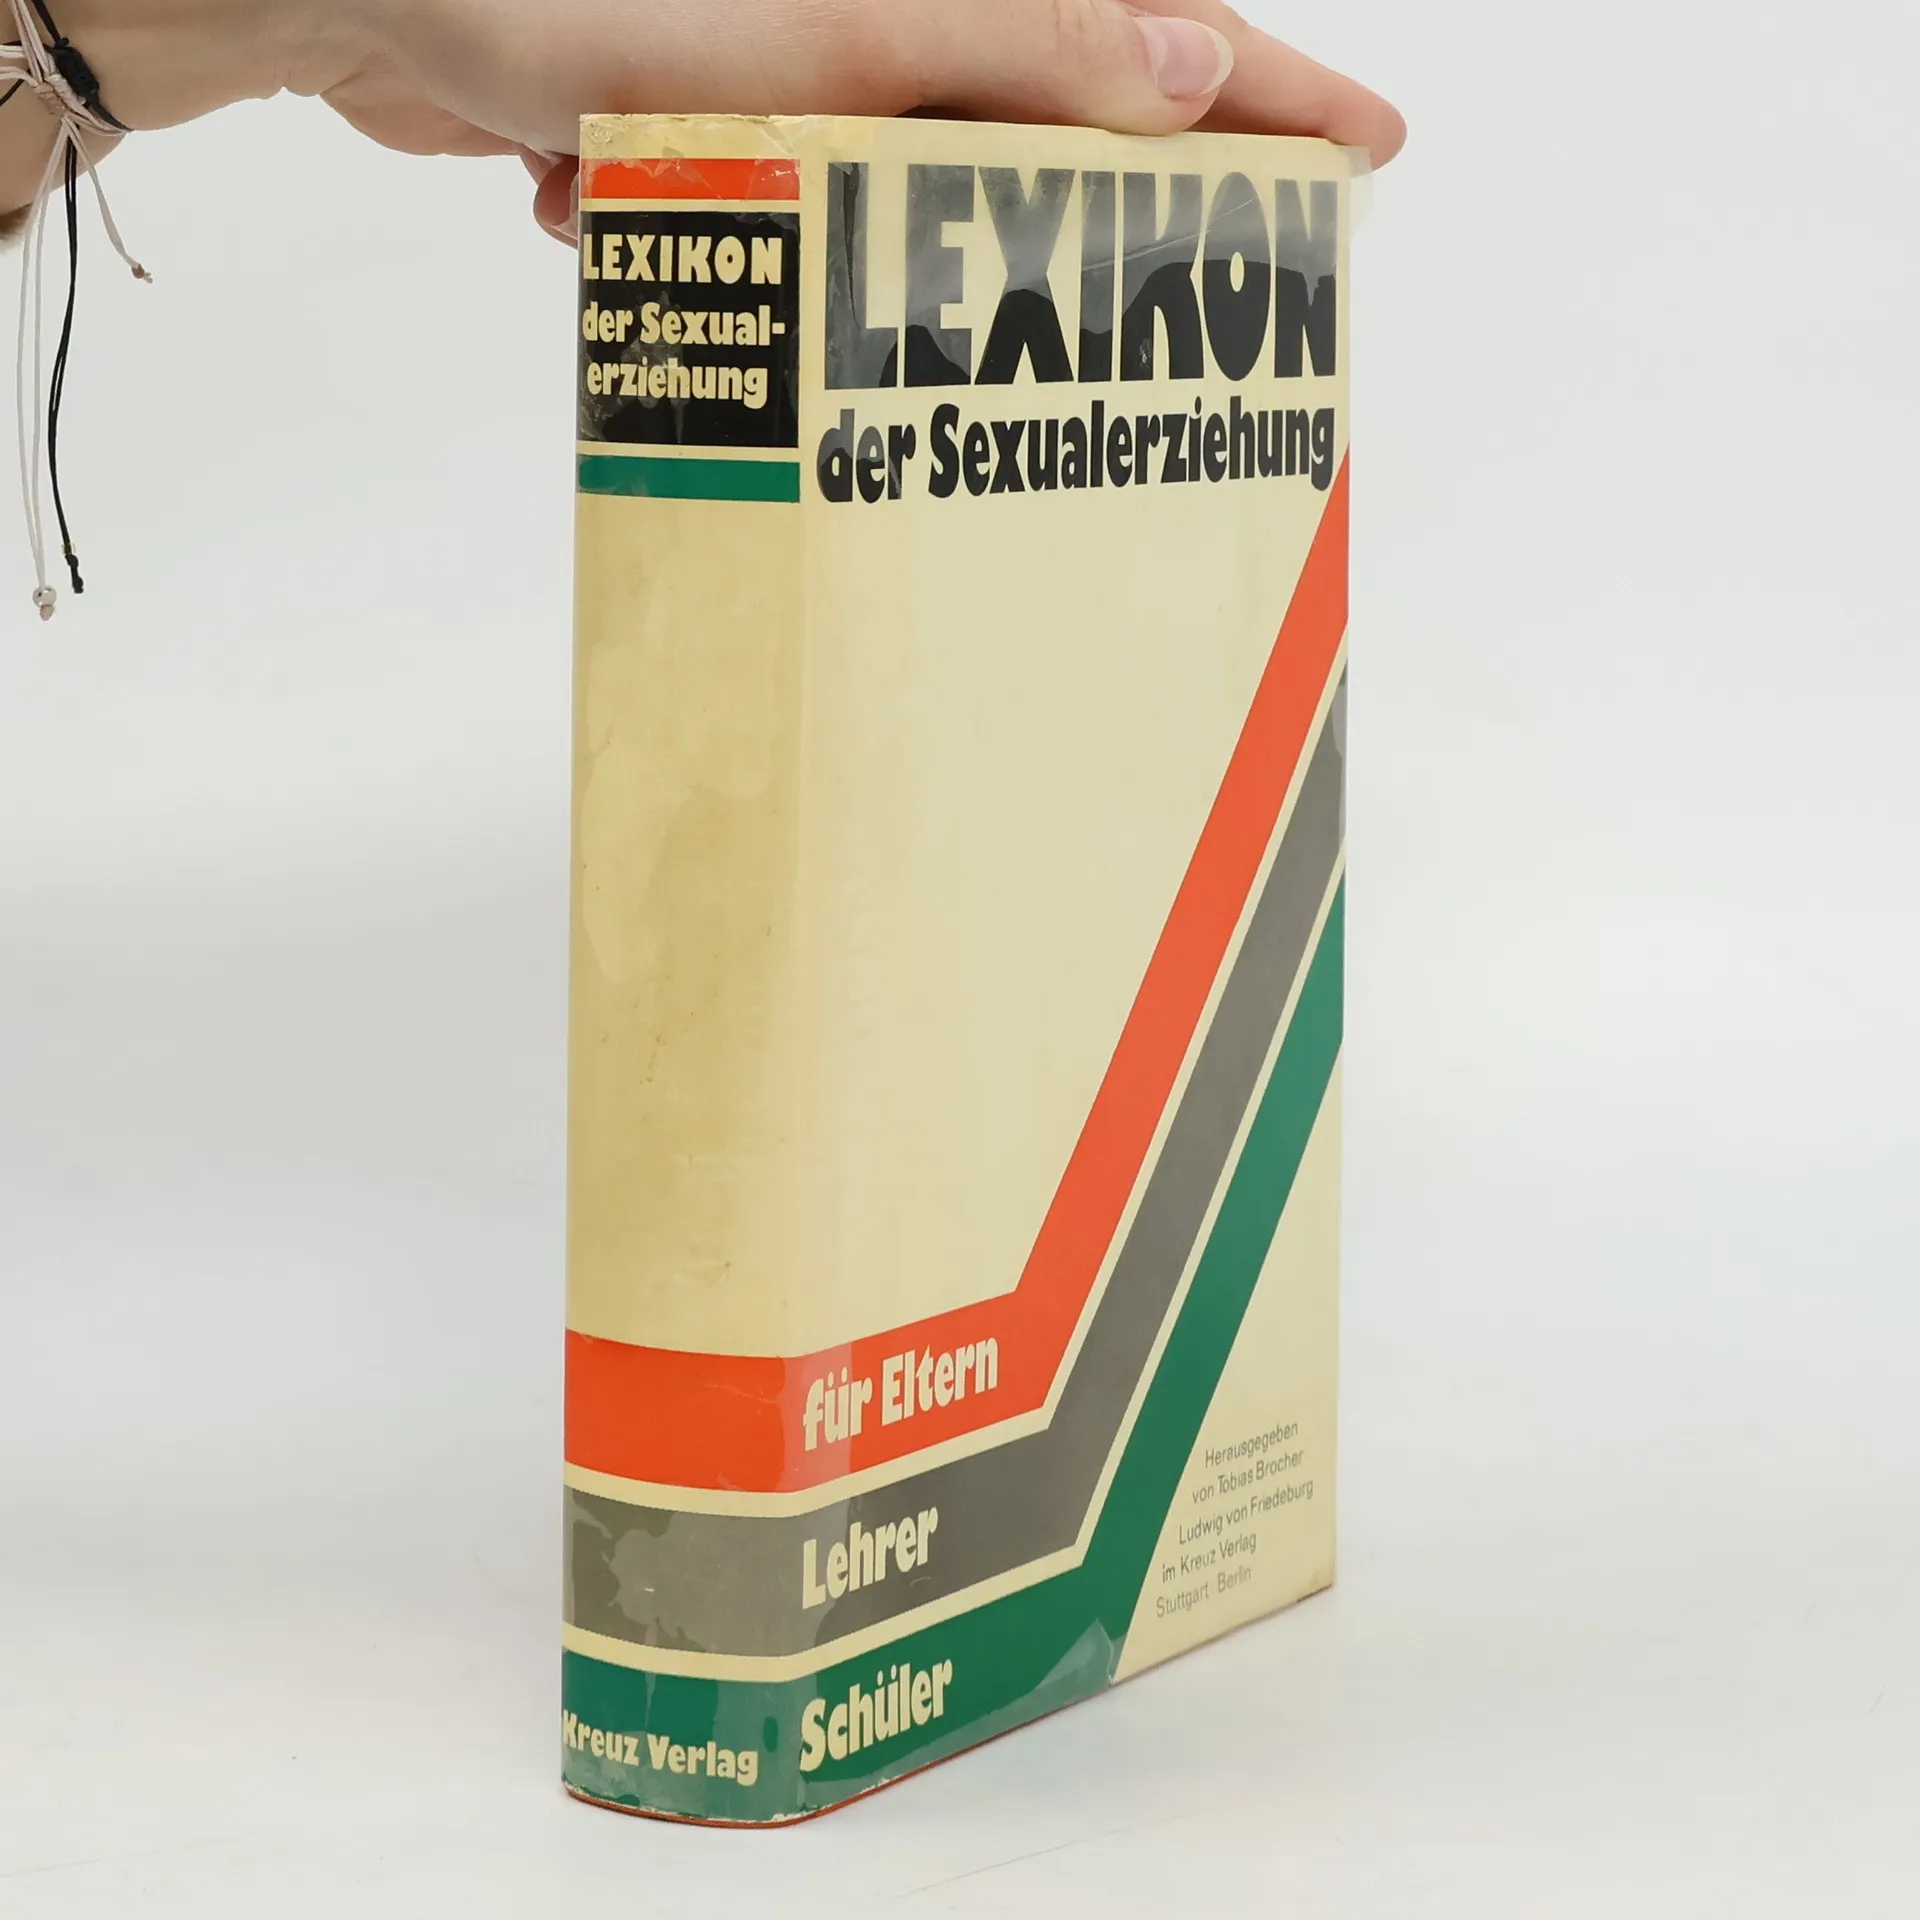 LEXIKON
der Sexual-
erziehung
Kreuz Verlag
LEXIKON
der Sexualerziehung
für Eltern
Lehrer
Schüler
Herausgegeben
von Tobias Brocher
Ludwig von Friedeburg
im Kreuz Verlag
Stuttgart · Berlin